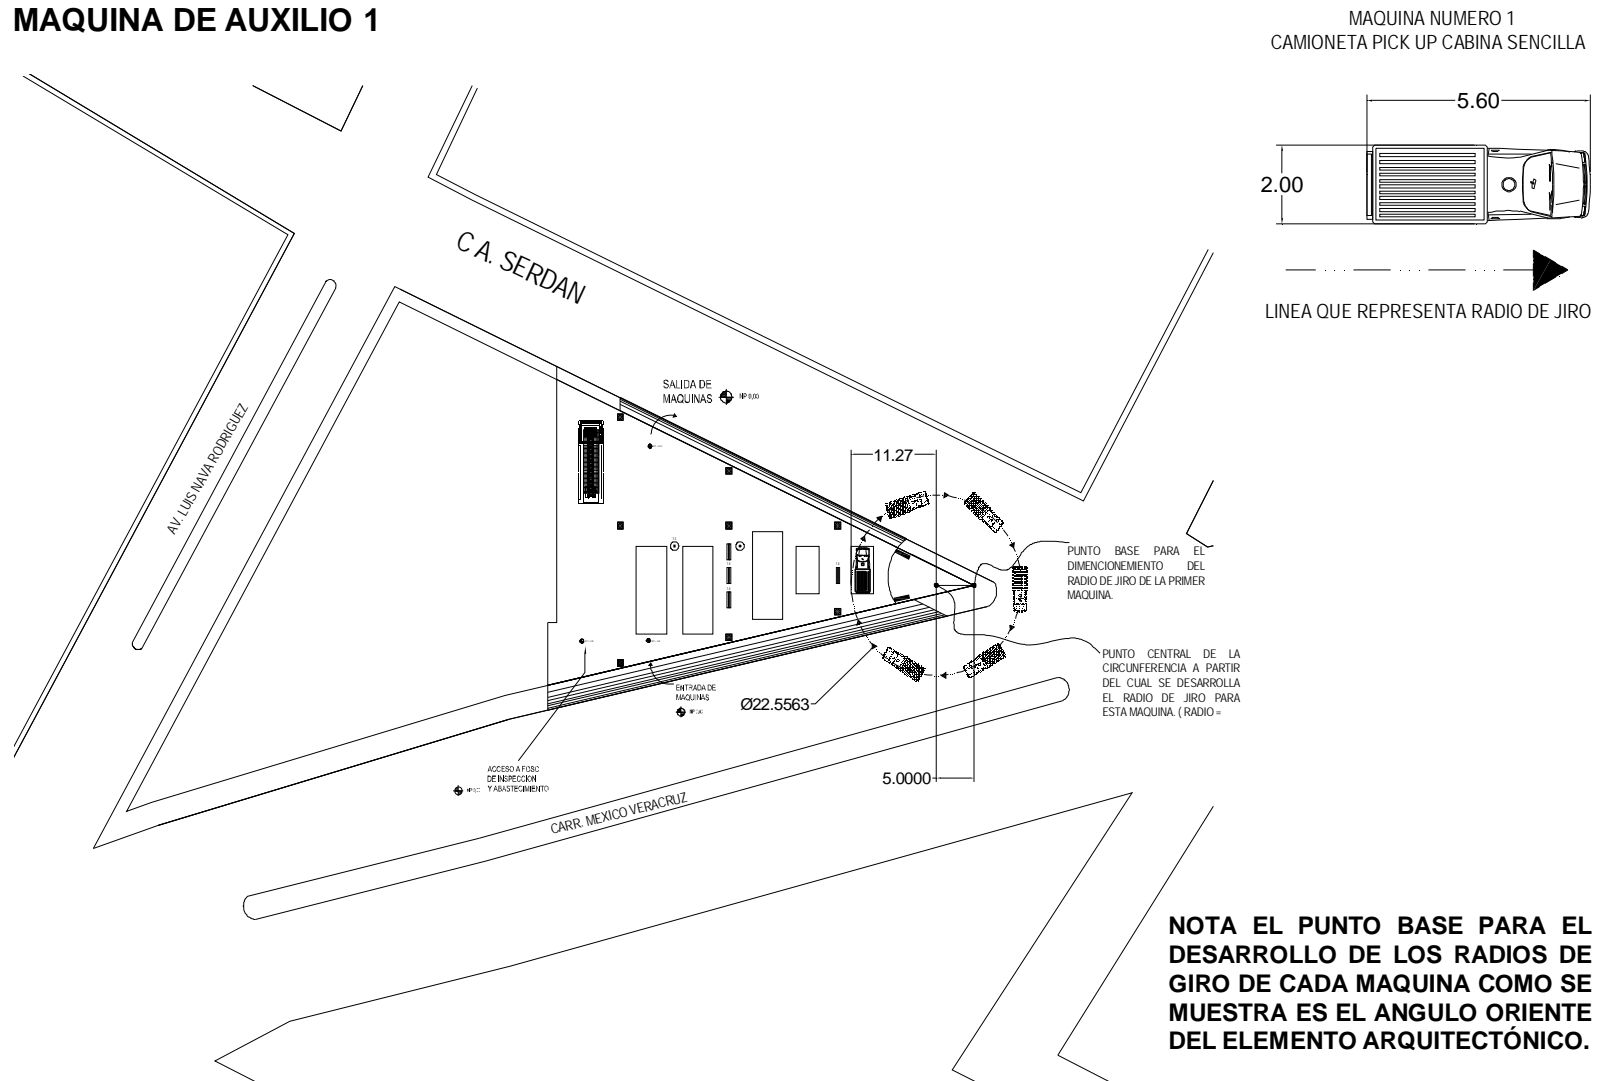 MAQUINA DE AUXILIO 1
MAQUINA NUMERO 1
CAMIONETA PICK UP CABINA SENCILLA
5.60
2.00
LINEA QUE REPRESENTA RADIO DE JIRO
C A. SERDAN
AV. LUIS NAVA RODRIGUEZ
SALIDA DE
MAQUINAS
NP 0,00
11.27
PUNTO BASE PARA EL
DIMENCIONEMIENTO DEL
RADIO DE JIRO DE LA PRIMER
MAQUINA.
PUNTO CENTRAL DE LA
CIRCUNFERENCIA A PARTIR
DEL CUAL SE DESARROLLA
EL RADIO DE JIRO PARA
ESTA MAQUINA. ( RADIO =
ENTRADA DE
MAQUINAS
Ø22.5563
5.0000
ACCESO A FOSO
DE INSPECCION
Y ABASTECIMIENTO
CARR. MEXICO VERACRUZ
NOTA EL PUNTO BASE PARA EL
DESARROLLO DE LOS RADIOS DE
GIRO DE CADA MAQUINA COMO SE
MUESTRA ES EL ANGULO ORIENTE
DEL ELEMENTO ARQUITECTÓNICO.